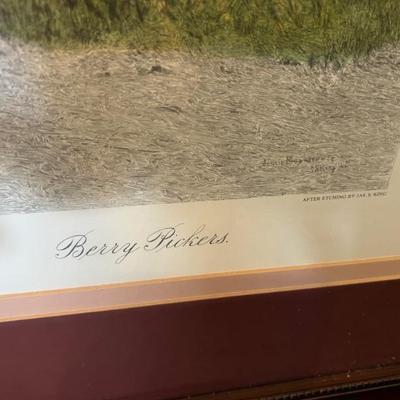 AFTER ETCHING BY JAS. S. KING
Berry Pickers.